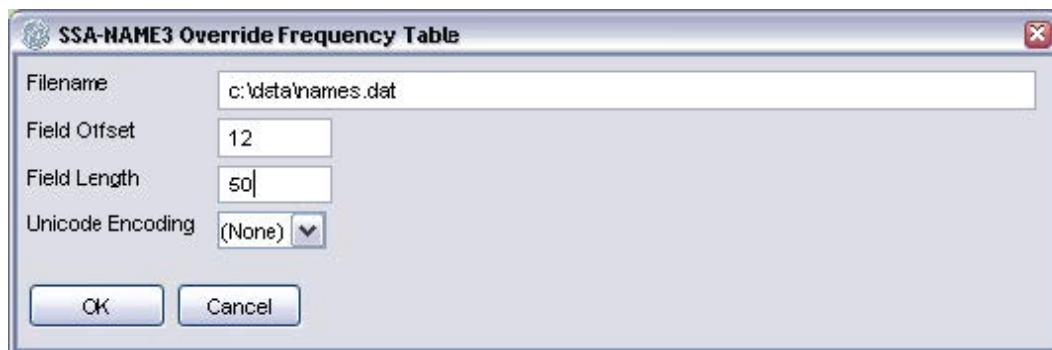 SSA-NAME3 Override Frequency Table
Filename c:\data\names.dat
Field Offset 12
Field Length 50
Unicode Encoding (None)
OK Cancel